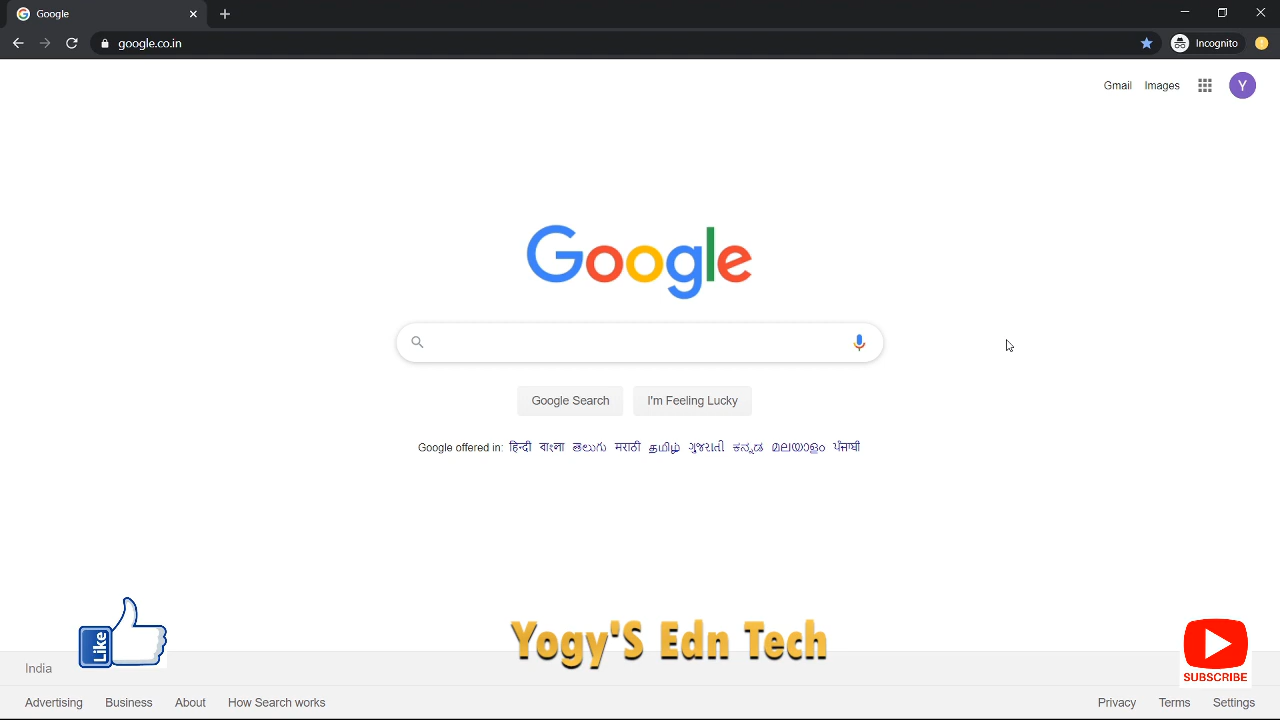 Google
google.co.in
Incognito
Gmail Images
Y
Google
Google Search I'm Feeling Lucky
Google offered in: हिन्दी বাংলা తెలుగు मराठी தமிழ் ગુજરાતી ಕನ್ನಡ മലയാളം ਪੰਜਾਬੀ
Like
Yogy'S Edn Tech
SUBSCRIBE
India
Advertising Business About How Search works Privacy Terms Settings